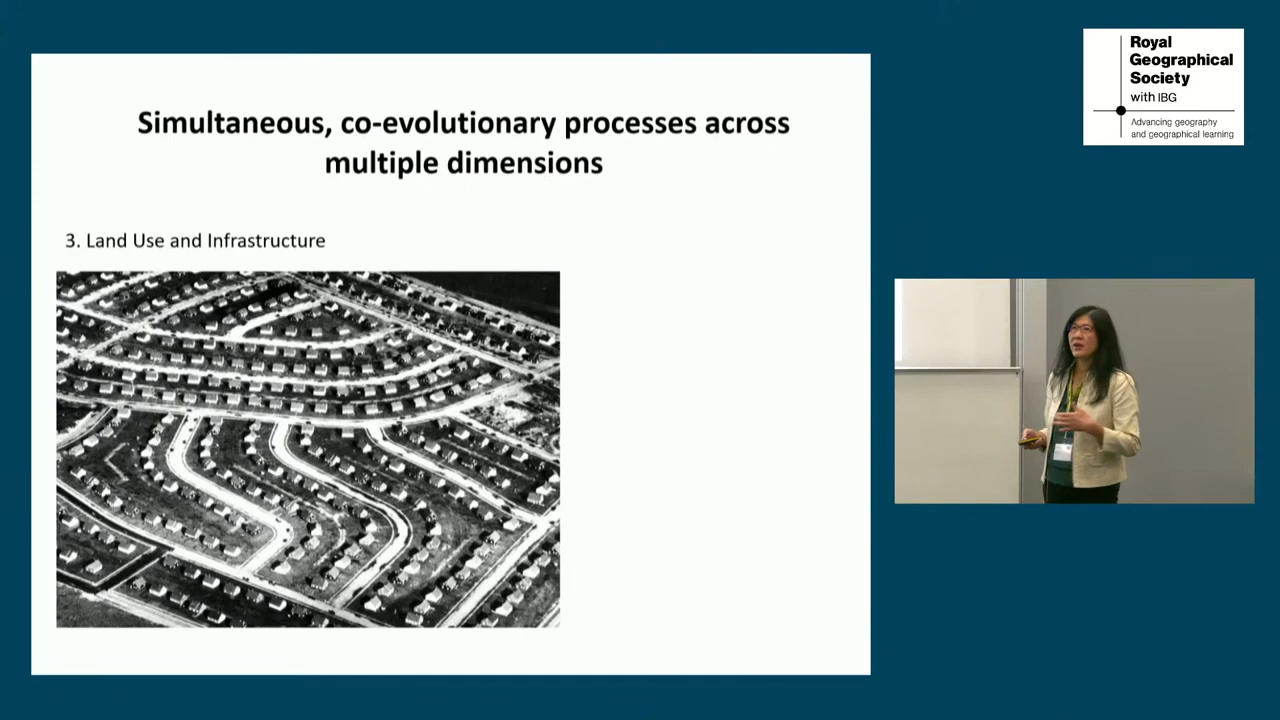 Simultaneous, co-evolutionary processes across
multiple dimensions
3. Land Use and Infrastructure
Royal
Geographical
Society
with IBG
Advancing geography
and geographical learning